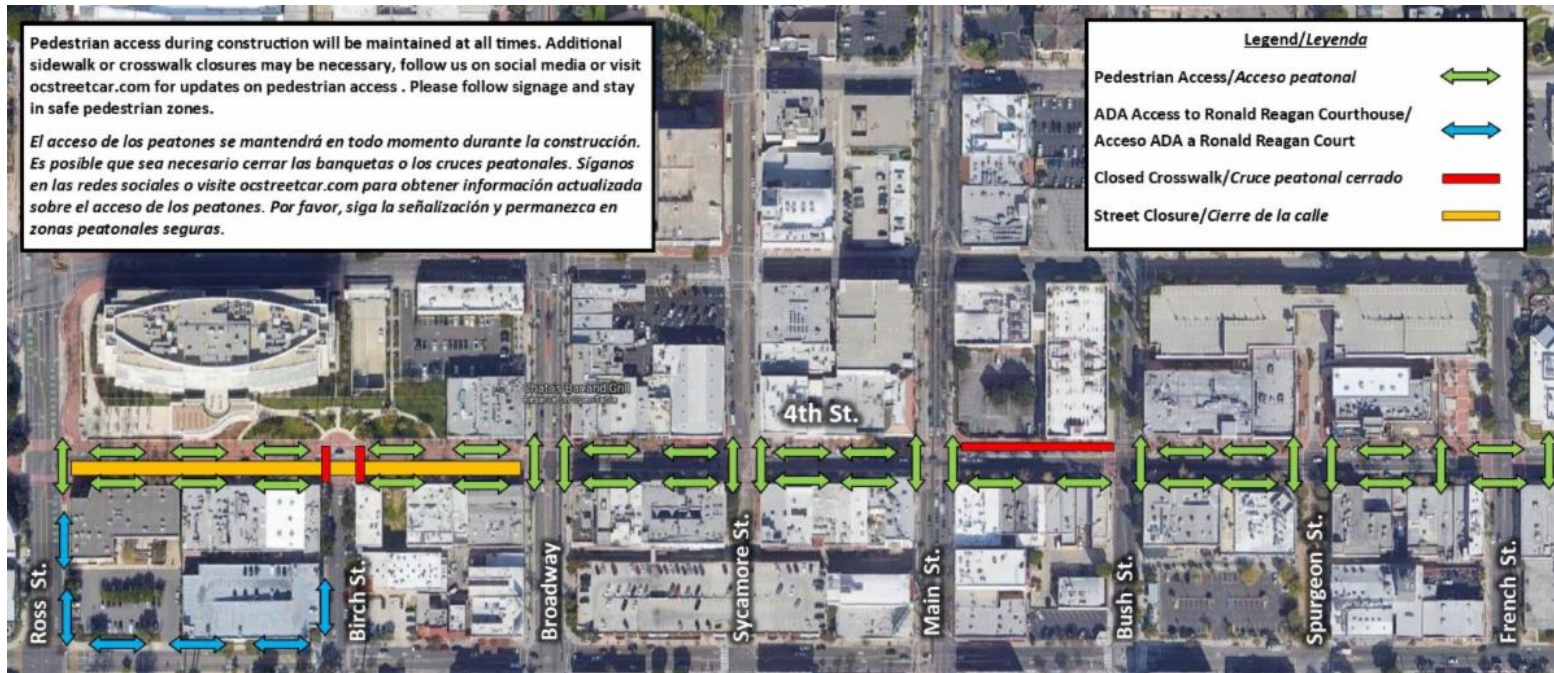 Pedestrian access during construction will be maintained at all times. Additional
sidewalk or crosswalk closures may be necessary, follow us on social media or visit
ocstreetcar.com for updates on pedestrian access . Please follow signage and stay
in safe pedestrian zones.
El acceso de los peatones se mantendrá en todo momento durante la construcción.
Es posible que sea necesario cerrar las banquetas o los cruces peatonales. Síganos
en las redes sociales o visite ocstreetcar.com para obtener información actualizada
sobre el acceso de los peatones. Por favor, siga la señalización y permanezca en
zonas peatonales seguras.
Legend/Leyenda
Pedestrian Access/Acceso peatonal
ADA Access to Ronald Reagan Courthouse/
Acceso ADA a Ronald Reagan Court
Closed Crosswalk/Cruce peatonal cerrado
Street Closure/Cierre de la calle
Chato's Bar and Grill
4th St.
Ross St.
Birch St.
Broadway
Sycamore St.
Main St.
Bush St.
Spurgeon St.
French St.